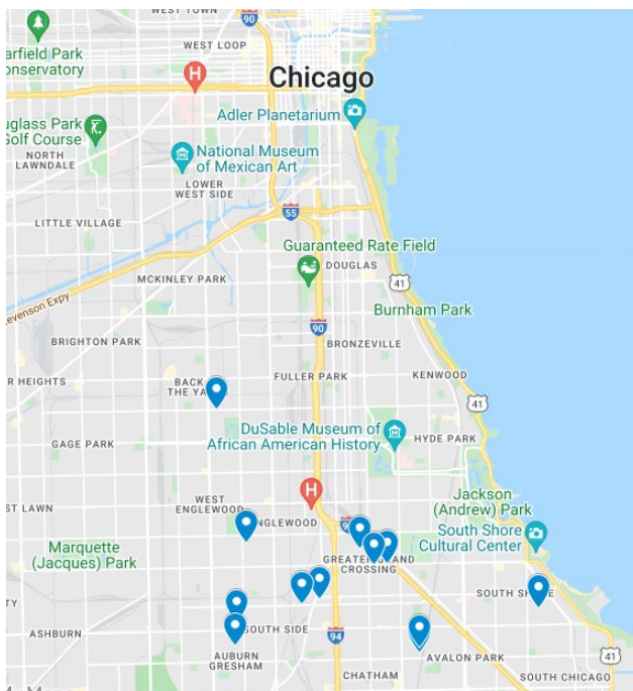 WEST TOWN
90
WEST LOOP
arfield Park
onservatory
H
Chicago
Adler Planetarium
uglass Park
Golf Course
NORTH
LAWNDALE
National Museum
of Mexican Art
LOWER
WEST SIDE
LITTLE VILLAGE
55
Guaranteed Rate Field
DOUGLAS
MCKINLEY PARK
41
Burnham Park
evenson Expy
90
BRIGHTON PARK
BRONZEVILLE
R HEIGHTS
BACK
THE YA
FULLER PARK
KENWOOD
41
DuSable Museum of
African American History
GAGE PARK
HYDE PARK
H
WEST
ENGLEWOOD
ST LAWN
NGLEWOOD
Jackson
(Andrew) Park
South Shore
Cultural Center
Marquette
(Jacques) Park
GREATER
AND
CROSSING
SOUTH SH
TY
ASHBURN
UTH SIDE
94
AUBURN
GRESHAM
AVALON PARK
41
CHATHAM
SOUTH CHICAGO